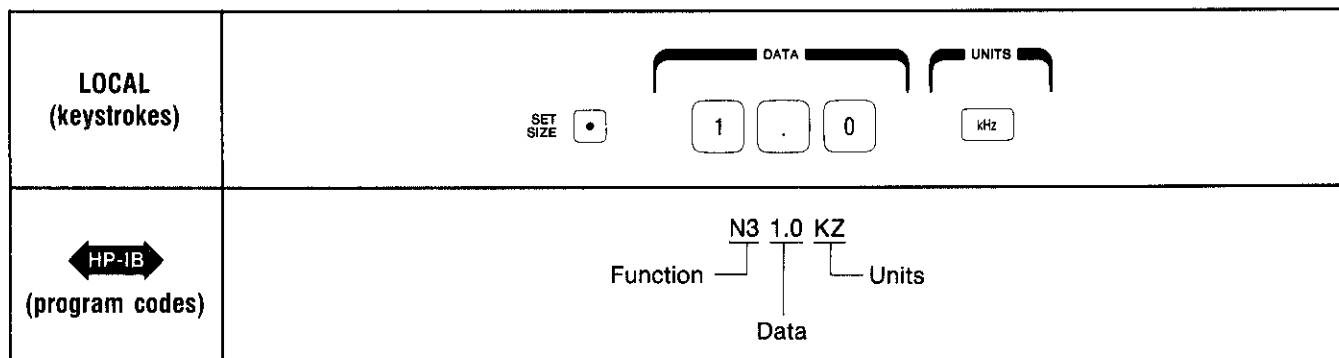 LOCAL
(keystrokes)
DATA
UNITS
SET
SIZE
1 . 0
kHz
HP-IB
(program codes)
N3 1.0 KZ
Function
Units
Data